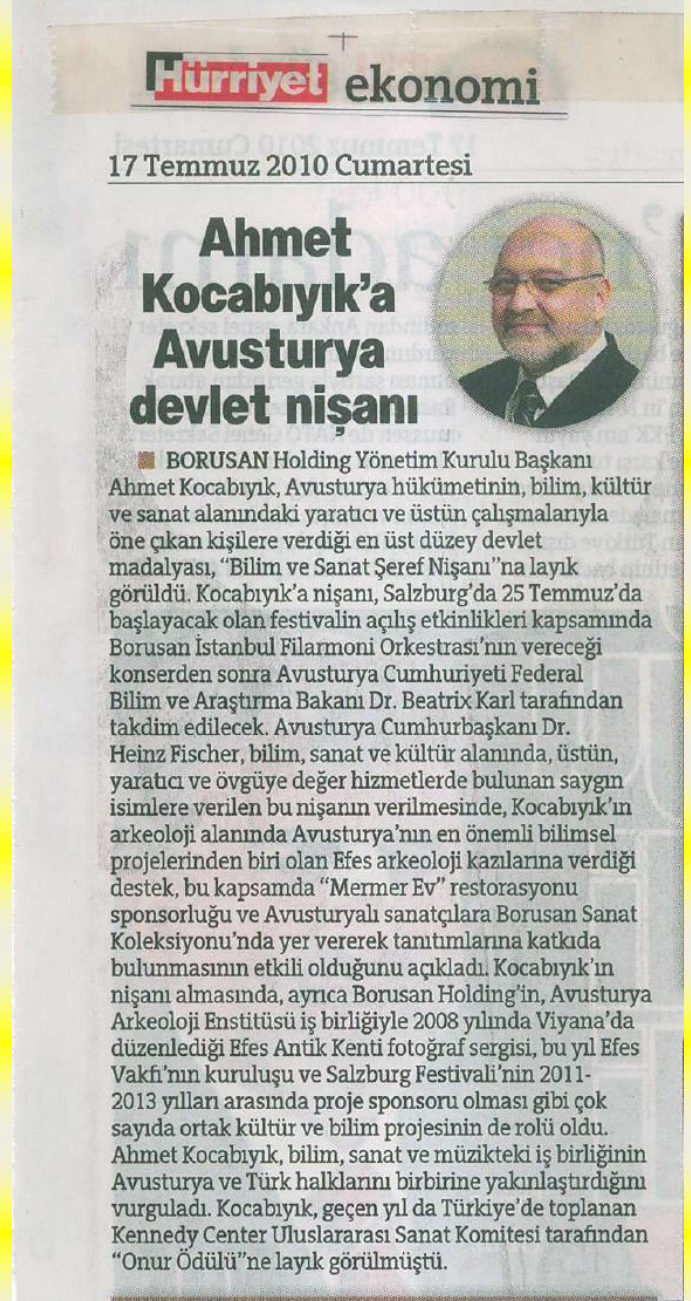 Hürriyet ekonomi
17 Temmuz 2010 Cumartesi
Ahmet
Kocabıyık’a
Avusturya
devlet nişanı
BORUSAN Holding Yönetim Kurulu Başkanı
Ahmet Kocabıyık, Avusturya hükümetinin, bilim, kültür
ve sanat alanındaki yaratıcı ve üstün çalışmalarıyla
öne çıkan kişilere verdiği en üst düzey devlet
madalyası, “Bilim ve Sanat Şeref Nişanı”na layık
görüldü. Kocabıyık’a nişanı, Salzburg’da 25 Temmuz’da
başlayacak olan festivalin açılış etkinlikleri kapsamında
Borusan İstanbul Filarmoni Orkestrası’nın vereceği
konserden sonra Avusturya Cumhuriyeti Federal
Bilim ve Araştırma Bakanı Dr. Beatrix Karl tarafından
takdim edilecek. Avusturya Cumhurbaşkanı Dr.
Heinz Fischer, bilim, sanat ve kültür alanında, üstün,
yaratıcı ve övgüye değer hizmetlerde bulunan saygın
isimlere verilen bu nişanın verilmesinde, Kocabıyık’ın
arkeoloji alanında Avusturya’nın en önemli bilimsel
projelerinden biri olan Efes arkeoloji kazılarına verdiği
destek, bu kapsamda “Mermer Ev” restorasyonu
sponsorluğu ve Avusturyalı sanatçılara Borusan Sanat
Koleksiyonu’nda yer vererek tanıtımlarına katkıda
bulunmasının etkili olduğunu açıkladı. Kocabıyık’ın
nişanı almasında, ayrıca Borusan Holding’in, Avusturya
Arkeoloji Enstitüsü iş birliğiyle 2008 yılında Viyana’da
düzenlediği Efes Antik Kenti fotoğraf sergisi, bu yıl Efes
Vakfı’nın kuruluşu ve Salzburg Festivali’nin 2011-
2013 yılları arasında proje sponsoru olması gibi çok
sayıda ortak kültür ve bilim projesinin de rolü oldu.
Ahmet Kocabıyık, bilim, sanat ve müzikteki iş birliğinin
Avusturya ve Türk halklarını birbirine yakınlaştırdığını
vurguladı. Kocabıyık, geçen yıl da Türkiye’de toplanan
Kennedy Center Uluslararası Sanat Komitesi tarafından
“Onur Ödülü”ne layık görülmüştü.